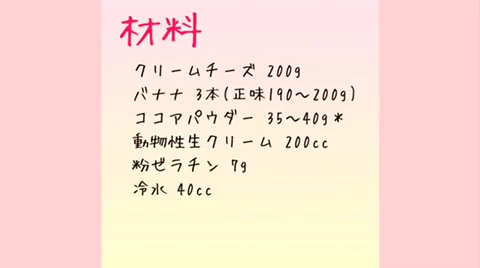 材料
クリームチーズ 200g
バナナ 3本(正味190〜200g)
ココアパウダー 35〜40g*
動物性生クリーム 200cc
粉ゼラチン 7g
冷水 40cc